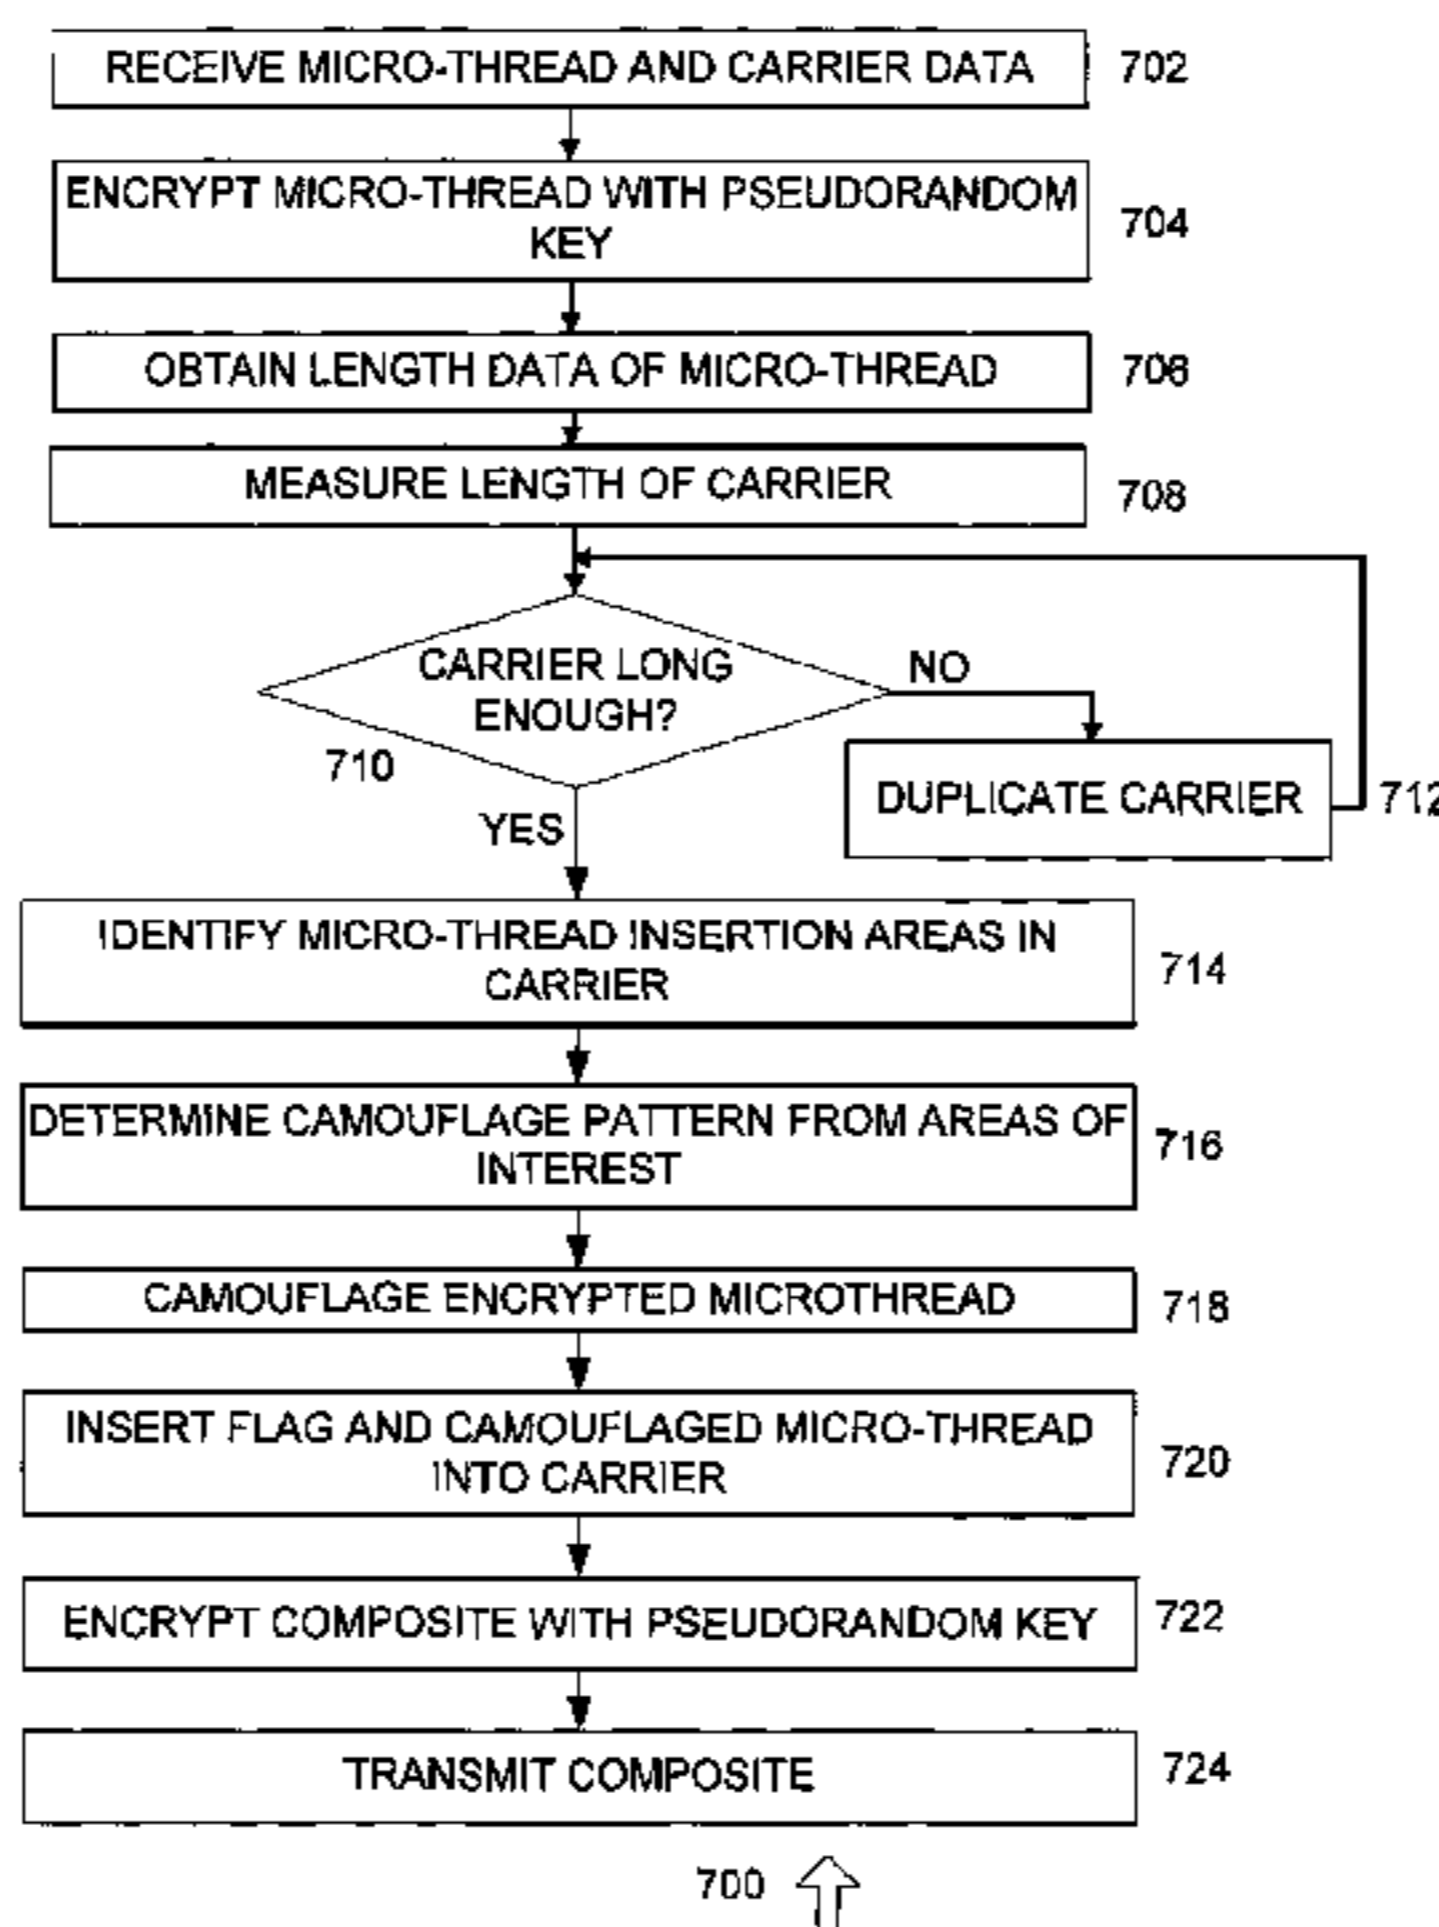 RECEIVE MICRO-THREAD AND CARRIER DATA
702
ENCRYPT MICRO-THREAD WITH PSEUDORANDOM
KEY
704
OBTAIN LENGTH DATA OF MICRO-THREAD
706
MEASURE LENGTH OF CARRIER
708
CARRIER LONG
ENOUGH?
710
NO
YES
DUPLICATE CARRIER
712
IDENTIFY MICRO-THREAD INSERTION AREAS IN
CARRIER
714
DETERMINE CAMOUFLAGE PATTERN FROM AREAS OF
INTEREST
716
CAMOUFLAGE ENCRYPTED MICROTHREAD
718
INSERT FLAG AND CAMOUFLAGED MICRO-THREAD
INTO CARRIER
720
ENCRYPT COMPOSITE WITH PSEUDORANDOM KEY
722
TRANSMIT COMPOSITE
724
700